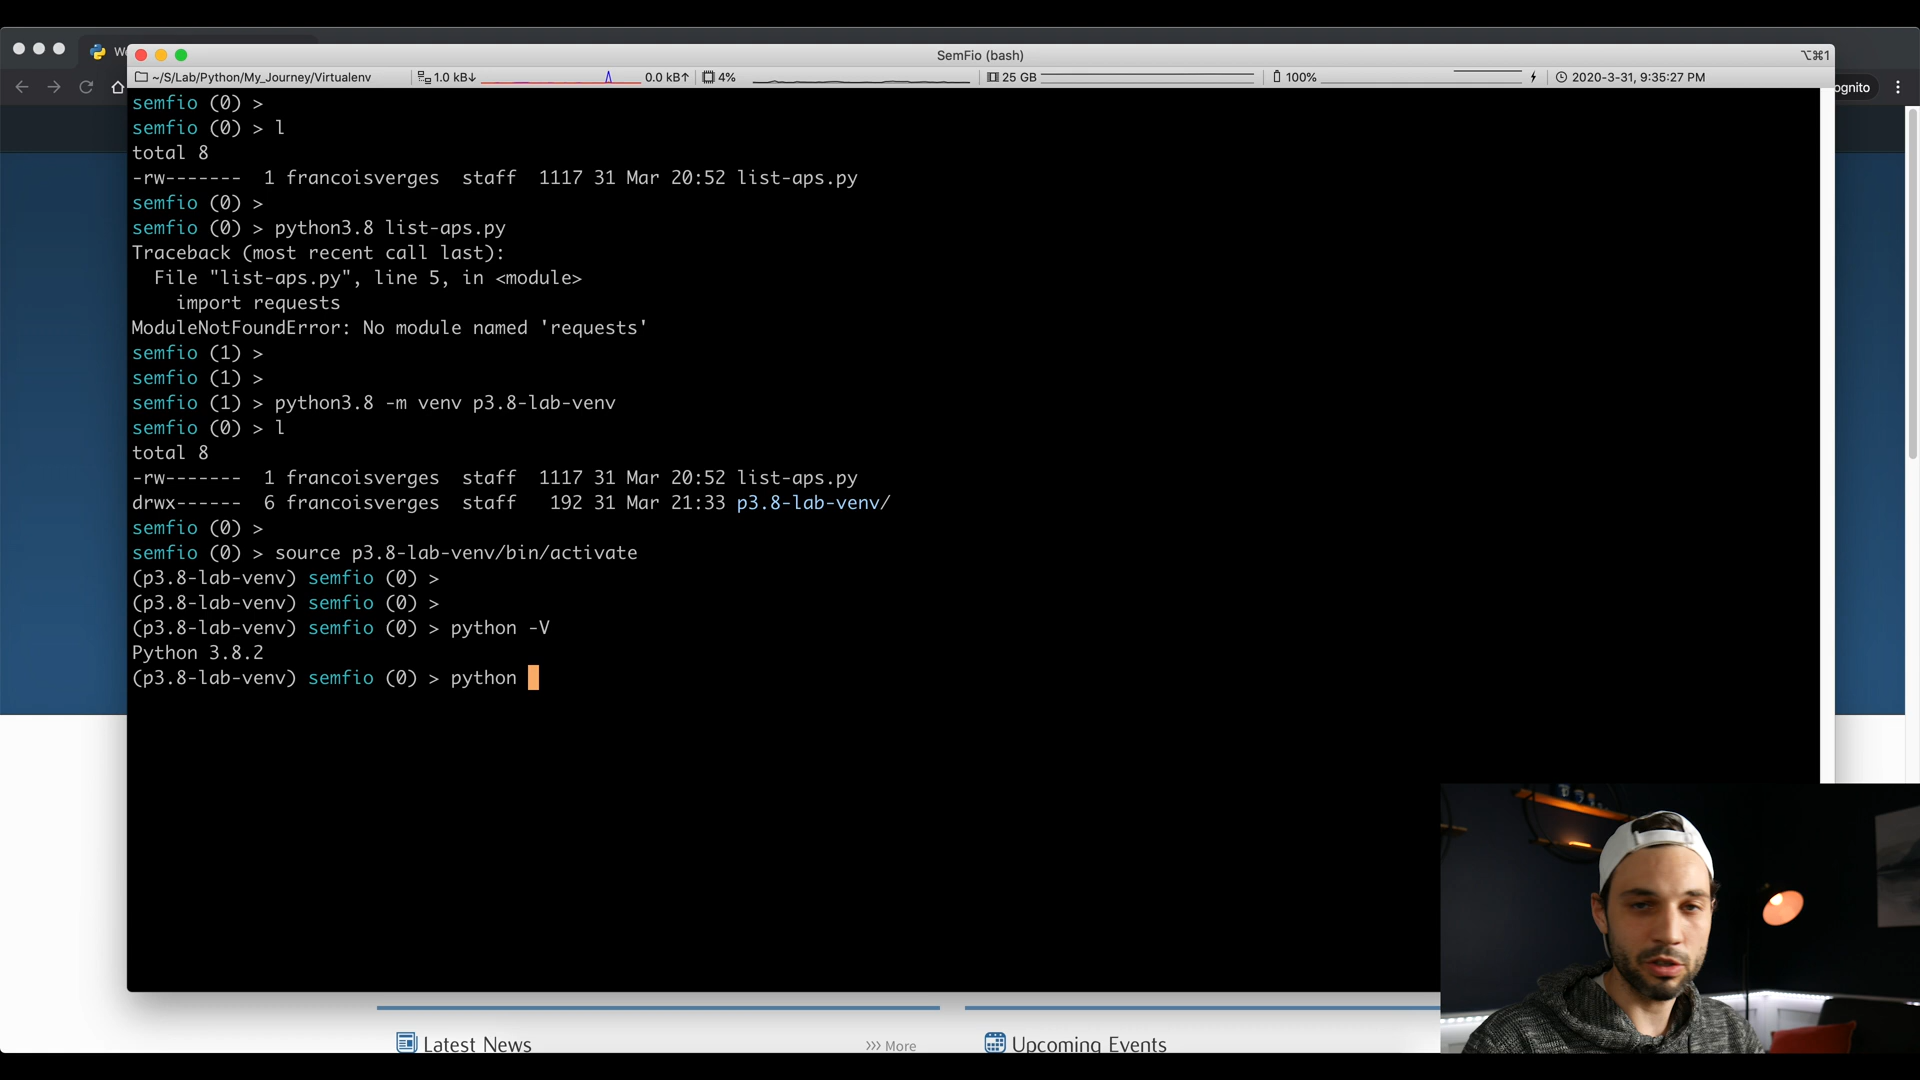 W
SemFio (bash)
⌥⌘1
~/S/Lab/Python/My_Journey/Virtualenv 1.0 kB↓ 0.0 kB↑ 4% 25 GB 100% 2020-3-31, 9:35:27 PM
ognito
semfio (0) >
semfio (0) > l
total 8
-rw------- 1 francoisverges staff 1117 31 Mar 20:52 list-aps.py
semfio (0) >
semfio (0) > python3.8 list-aps.py
Traceback (most recent call last):
File "list-aps.py", line 5, in <module>
import requests
ModuleNotFoundError: No module named 'requests'
semfio (1) >
semfio (1) >
semfio (1) > python3.8 -m venv p3.8-lab-venv
semfio (0) > l
total 8
-rw------- 1 francoisverges staff 1117 31 Mar 20:52 list-aps.py
drwx------ 6 francoisverges staff 192 31 Mar 21:33 p3.8-lab-venv/
semfio (0) >
semfio (0) > source p3.8-lab-venv/bin/activate
(p3.8-lab-venv) semfio (0) >
(p3.8-lab-venv) semfio (0) >
(p3.8-lab-venv) semfio (0) > python -V
Python 3.8.2
(p3.8-lab-venv) semfio (0) > python
Latest News
>>> More
Upcoming Events